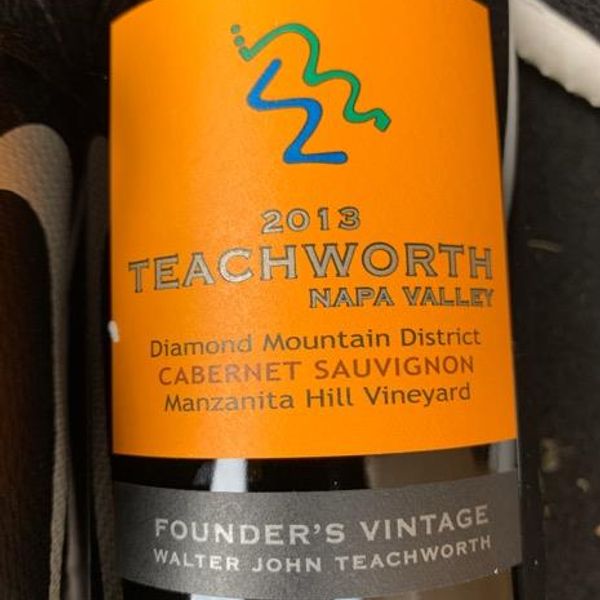 2013
TEACHWORTH
NAPA VALLEY
Diamond Mountain District
CABERNET SAUVIGNON
Manzanita Hill Vineyard
FOUNDER'S VINTAGE
WALTER JOHN TEACHWORTH